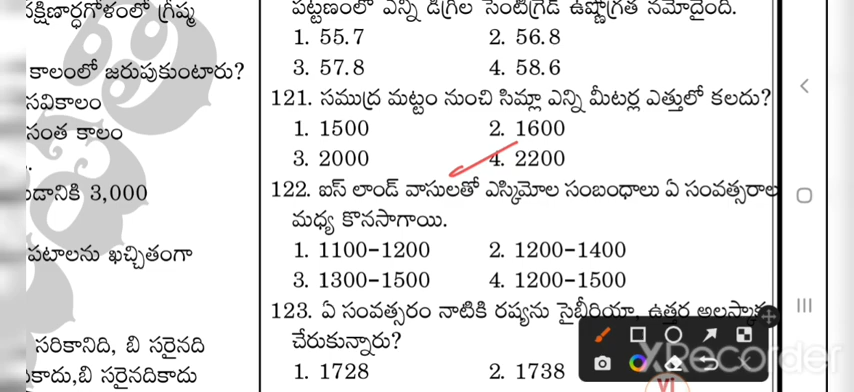 దక్షిణార్ధగోళంలో గ్రీష్మ
కాలంలో జరుపుకుంటారు?
సవికాలం
సంత కాలం
డానికి 3,000
పటాలను ఖచ్చితంగా
సరికానిది, బి సరైనది
కాదు,బి సరైనదికాదు
పట్టణంలో ఎన్ని డిగ్రీల సెంటిగ్రేడ్ ఉష్ణోగ్రత నమోదైంది.
1. 55.7 2. 56.8
3. 57.8 4. 58.6
121. సముద్ర మట్టం నుంచి సిమ్లా ఎన్ని మీటర్ల ఎత్తులో కలదు?
1. 1500 2. 1600
3. 2000 4. 2200
122. ఐస్ లాండ్ వాసులతో ఎస్కిమోల సంబంధాలు ఏ సంవత్సరాల
మధ్య కొనసాగాయి.
1. 1100-1200 2. 1200-1400
3. 1300-1500 4. 1200-1500
123. ఏ సంవత్సరం నాటికి రష్యను సైబీరియా, ఉత్తర అలస్కాకు
చేరుకున్నారు?
1. 1728 2. 1738
XRecorder
VI